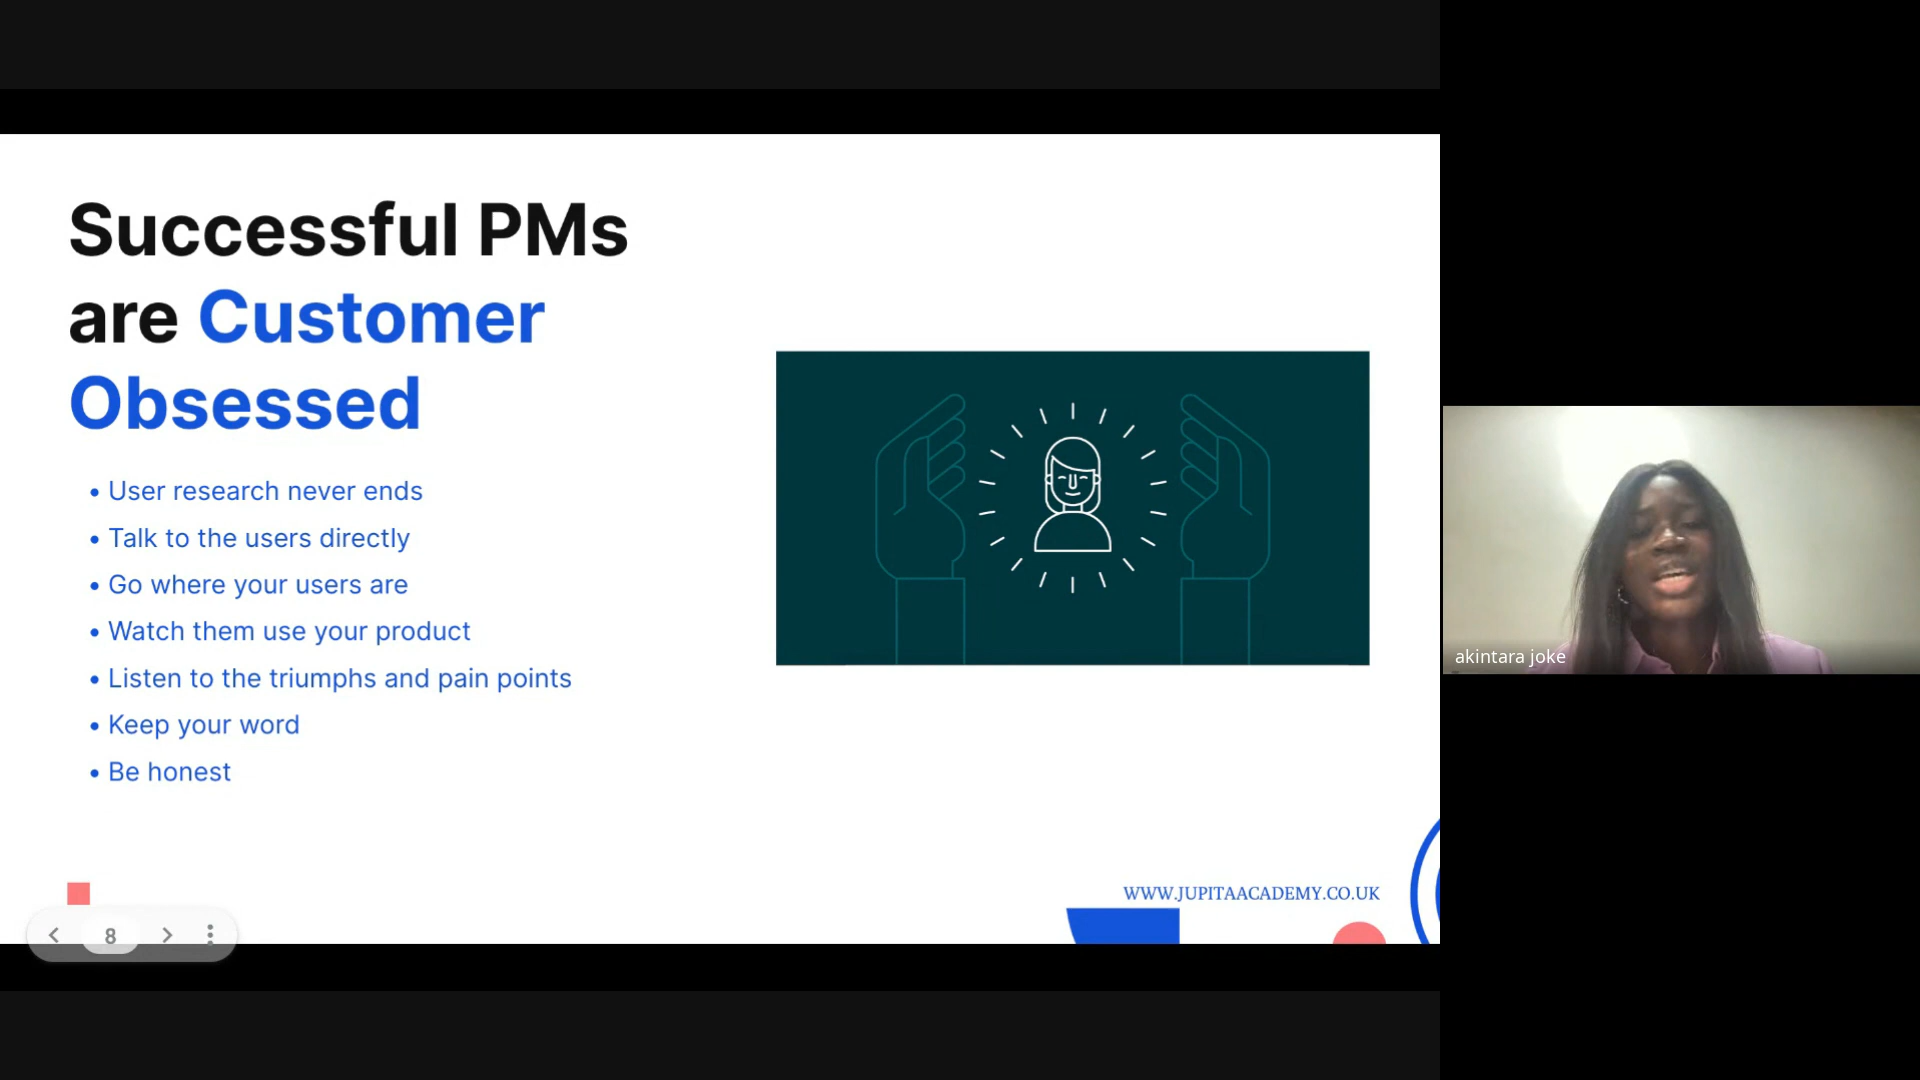 Successful PMs
are Customer
Obsessed
• User research never ends
• Talk to the users directly
• Go where your users are
• Watch them use your product
• Listen to the triumphs and pain points
• Keep your word
• Be honest
WWW.JUPITAACADEMY.CO.UK
8
akintara joke